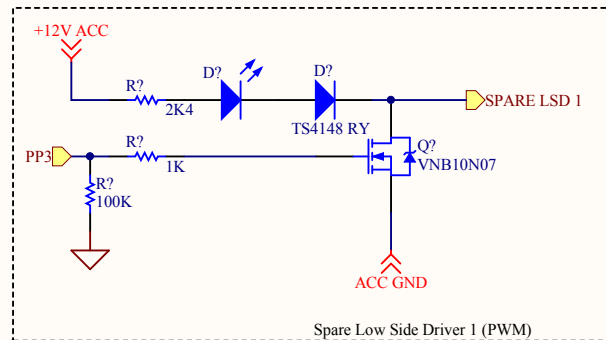 +12V ACC
R?
2K4
D?
D?
TS4148 RY
SPARE LSD 1
PP3
R?
1K
Q?
VNB10N07
R?
100K
ACC GND
Spare Low Side Driver 1 (PWM)